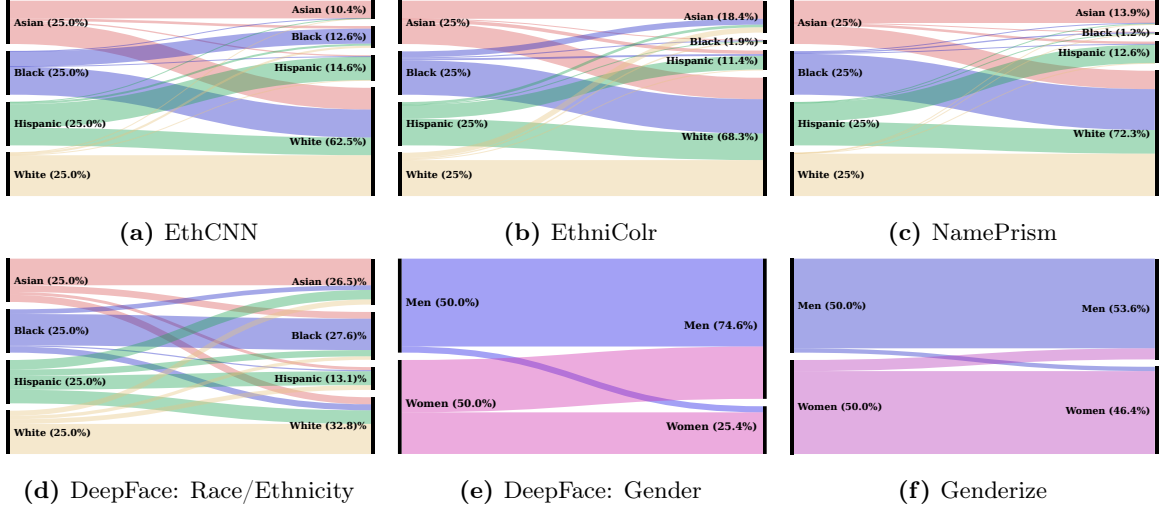 Asian (25.0%)
Black (25.0%)
Hispanic (25.0%)
White (25.0%)
Asian (10.4%)
Black (12.6%)
Hispanic (14.6%)
White (62.5%)
(a) EthCNN
Asian (25%)
Black (25%)
Hispanic (25%)
White (25%)
Asian (18.4%)
Black (1.9%)
Hispanic (11.4%)
White (68.3%)
(b) EthniColr
Asian (25%)
Black (25%)
Hispanic (25%)
White (25%)
Asian (13.9%)
Black (1.2%)
Hispanic (12.6%)
White (72.3%)
(c) NamePrism
Asian (25.0%)
Black (25.0%)
Hispanic (25.0%)
White (25.0%)
Asian (26.5)%
Black (27.6)%
Hispanic (13.1)%
White (32.8)%
(d) DeepFace: Race/Ethnicity
Men (50.0%)
Women (50.0%)
Men (74.6%)
Women (25.4%)
(e) DeepFace: Gender
Men (50.0%)
Women (50.0%)
Men (53.6%)
Women (46.4%)
(f) Genderize